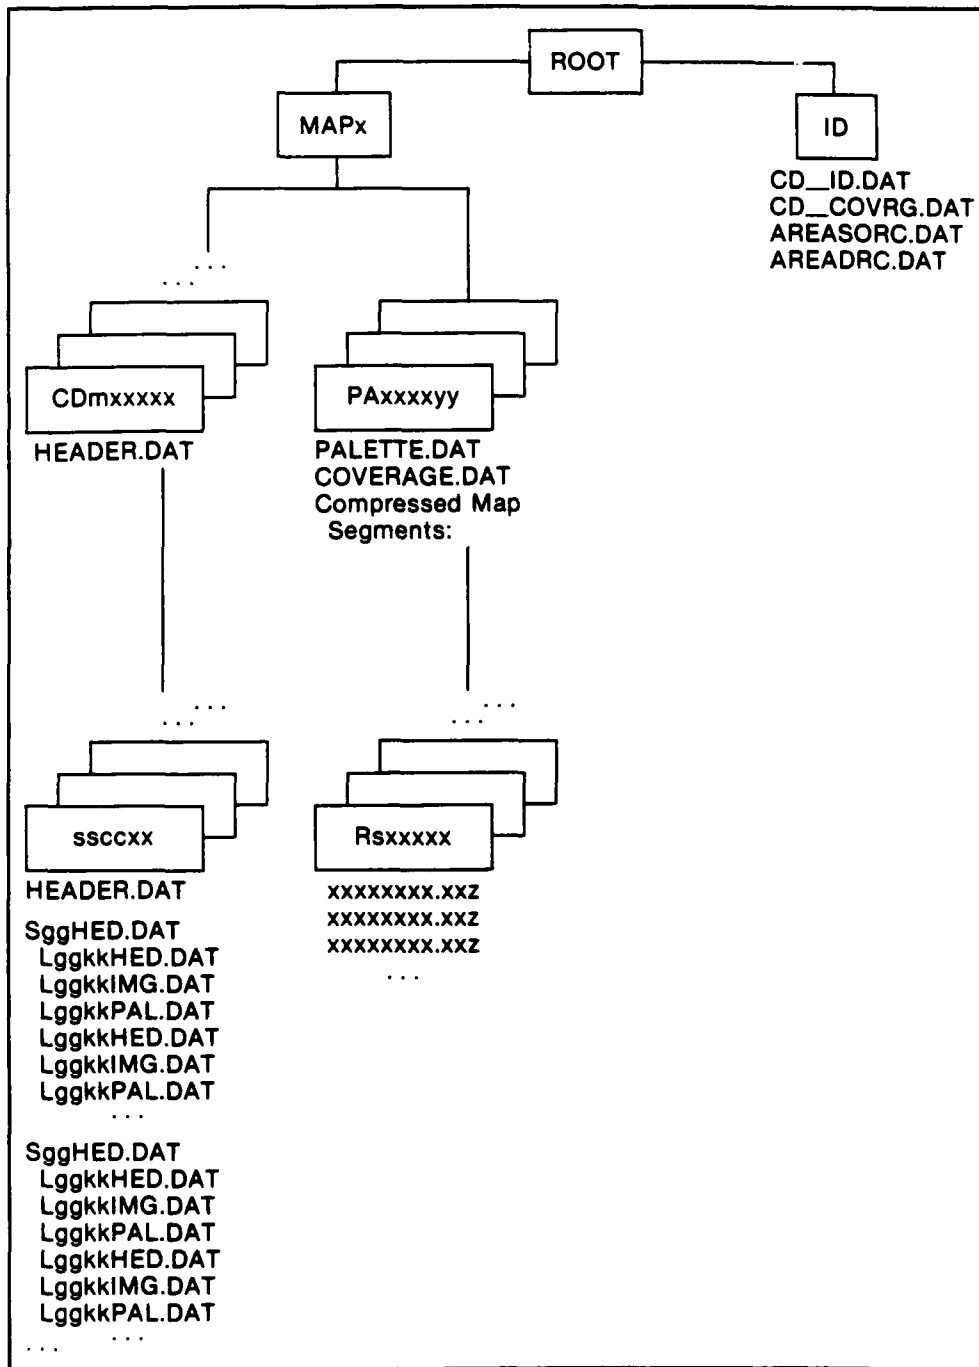 ROOT
MAPx
ID
CD__ID.DAT
CD__COVRG.DAT
AREASORC.DAT
AREADRC.DAT
...
CDmxxxxx
HEADER.DAT
PAxxxxyy
PALETTE.DAT
COVERAGE.DAT
Compressed Map
Segments:
...
...
...
...
ssccxx
HEADER.DAT
SggHED.DAT
LggkkHED.DAT
LggkkIMG.DAT
LggkkPAL.DAT
LggkkHED.DAT
LggkkIMG.DAT
LggkkPAL.DAT
...
SggHED.DAT
LggkkHED.DAT
LggkkIMG.DAT
LggkkPAL.DAT
LggkkHED.DAT
LggkkIMG.DAT
LggkkPAL.DAT
...
...
Rsxxxxx
xxxxxxxx.xxZ
xxxxxxxx.xxZ
xxxxxxxx.xxZ
...